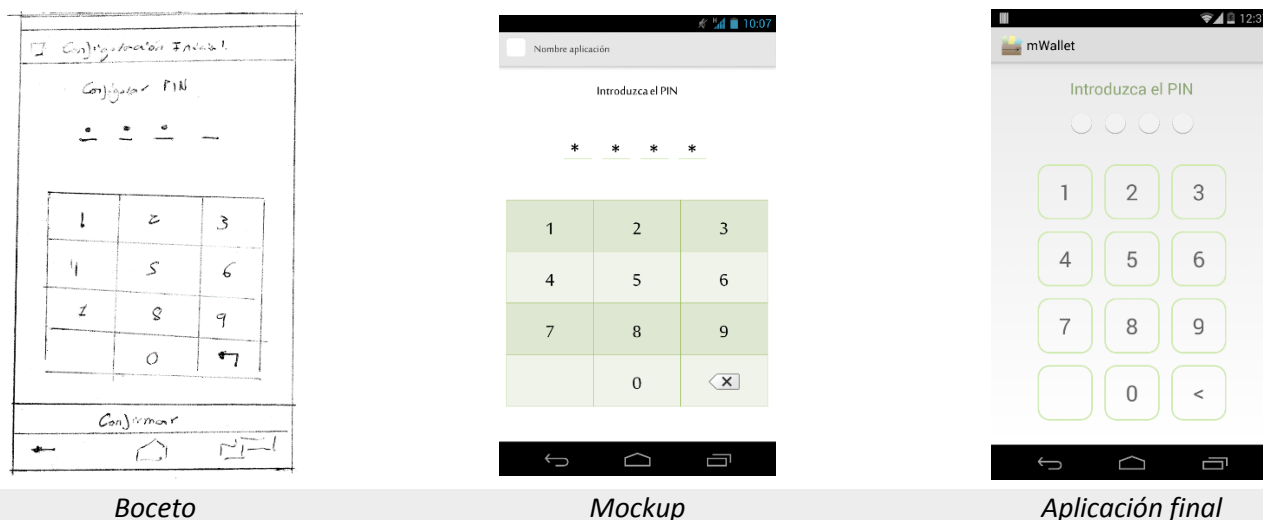 Configuración Inicial
Configurar PIN
1 2 3
4 5 6
7 8 9
0
Confirmar
Boceto
10:07
Nombre aplicación
Introduzca el PIN
* * * *
1 2 3
4 5 6
7 8 9
0
Mockup
12:3
mWallet
Introduzca el PIN
1 2 3
4 5 6
7 8 9
0 <
Aplicación final